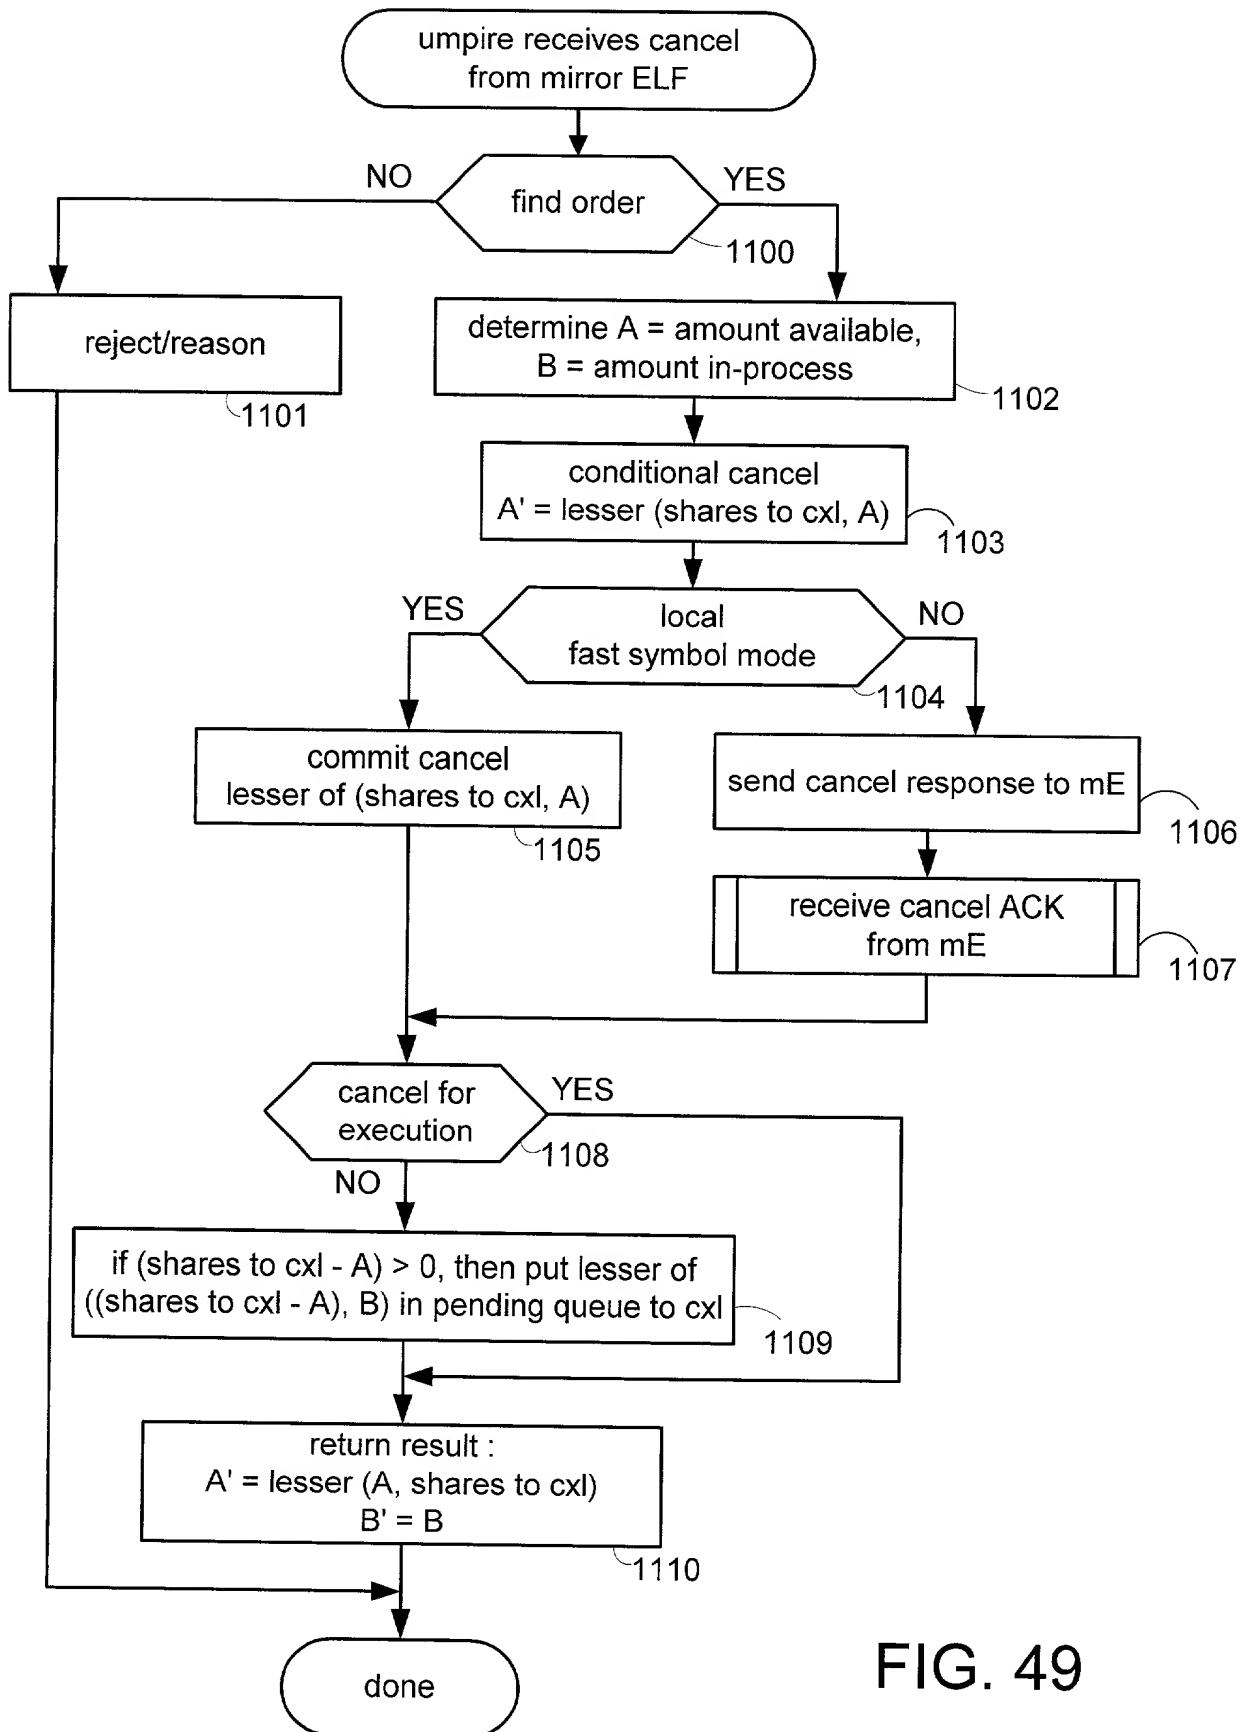 umpire receives cancel
from mirror ELF
NO
YES
find order
1100
reject/reason
1101
determine A = amount available,
B = amount in-process
1102
conditional cancel
A' = lesser (shares to cxl, A)
1103
YES
NO
local
fast symbol mode
1104
commit cancel
lesser of (shares to cxl, A)
1105
send cancel response to mE
1106
receive cancel ACK
from mE
1107
cancel for
execution
YES
1108
NO
if (shares to cxl - A) > 0, then put lesser of
((shares to cxl - A), B) in pending queue to cxl
1109
return result :
A' = lesser (A, shares to cxl)
B' = B
1110
done
FIG. 49